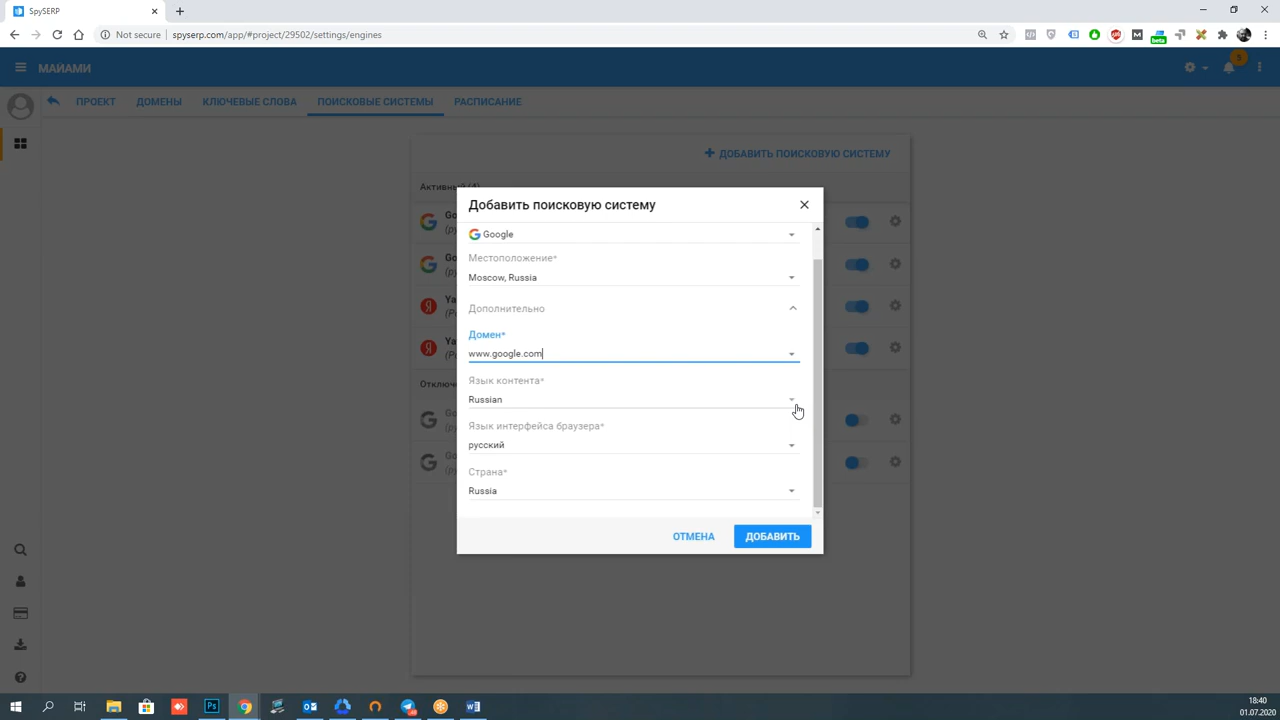 SpySERP
Not secure
spyserp.com/app/#project/29502/settings/engines
beta
МАЙАМИ
5
ПРОЕКТ
ДОМЕНЫ
КЛЮЧЕВЫЕ СЛОВА
ПОИСКОВЫЕ СИСТЕМЫ
РАСПИСАНИЕ
ДОБАВИТЬ ПОИСКОВУЮ СИСТЕМУ
Добавить поисковую систему
Google
Местоположение*
Moscow, Russia
Дополнительно
Домен*
www.google.com
Язык контента*
Russian
Язык интерфейса браузера*
русский
Страна*
Russia
ОТМЕНА
ДОБАВИТЬ
18:40
01.07.2020